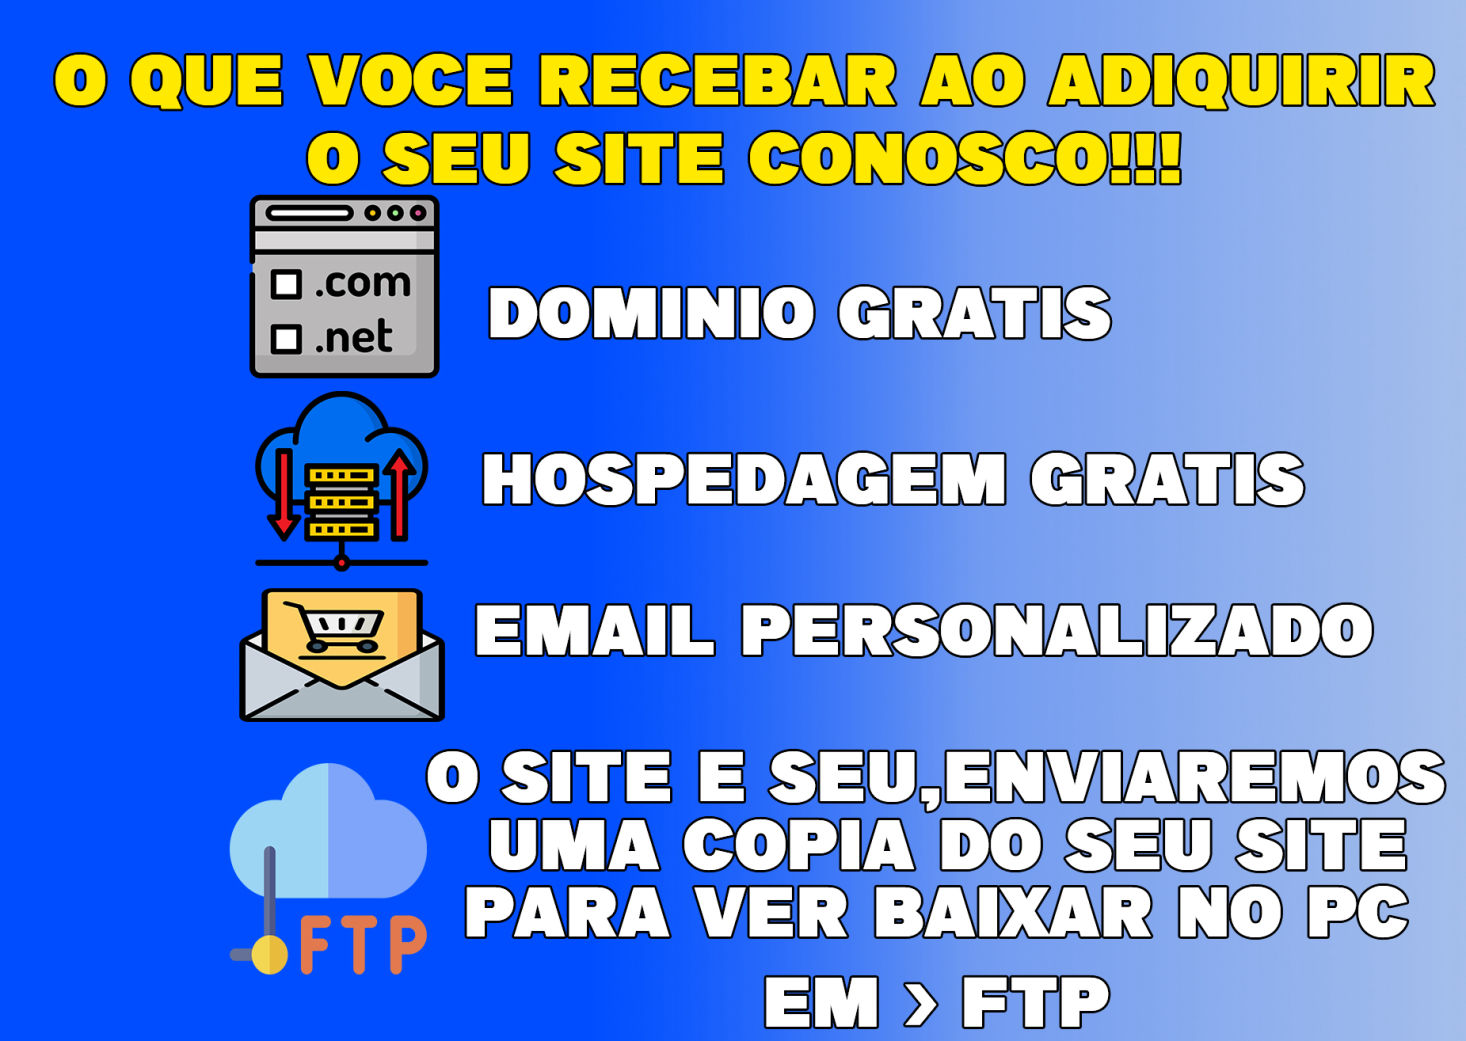 O QUE VOCE RECEBAR AO ADIQUIRIR
O SEU SITE CONOSCO!!!
.com
.net
DOMINIO GRATIS
HOSPEDAGEM GRATIS
EMAIL PERSONALIZADO
O SITE E SEU,ENVIAREMOS
UMA COPIA DO SEU SITE
PARA VER BAIXAR NO PC
EM > FTP
FTP